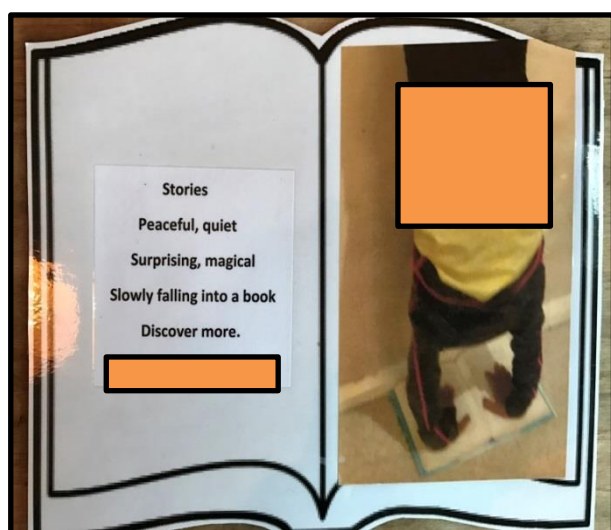 Stories
Peaceful, quiet
Surprising, magical
Slowly falling into a book
Discover more.